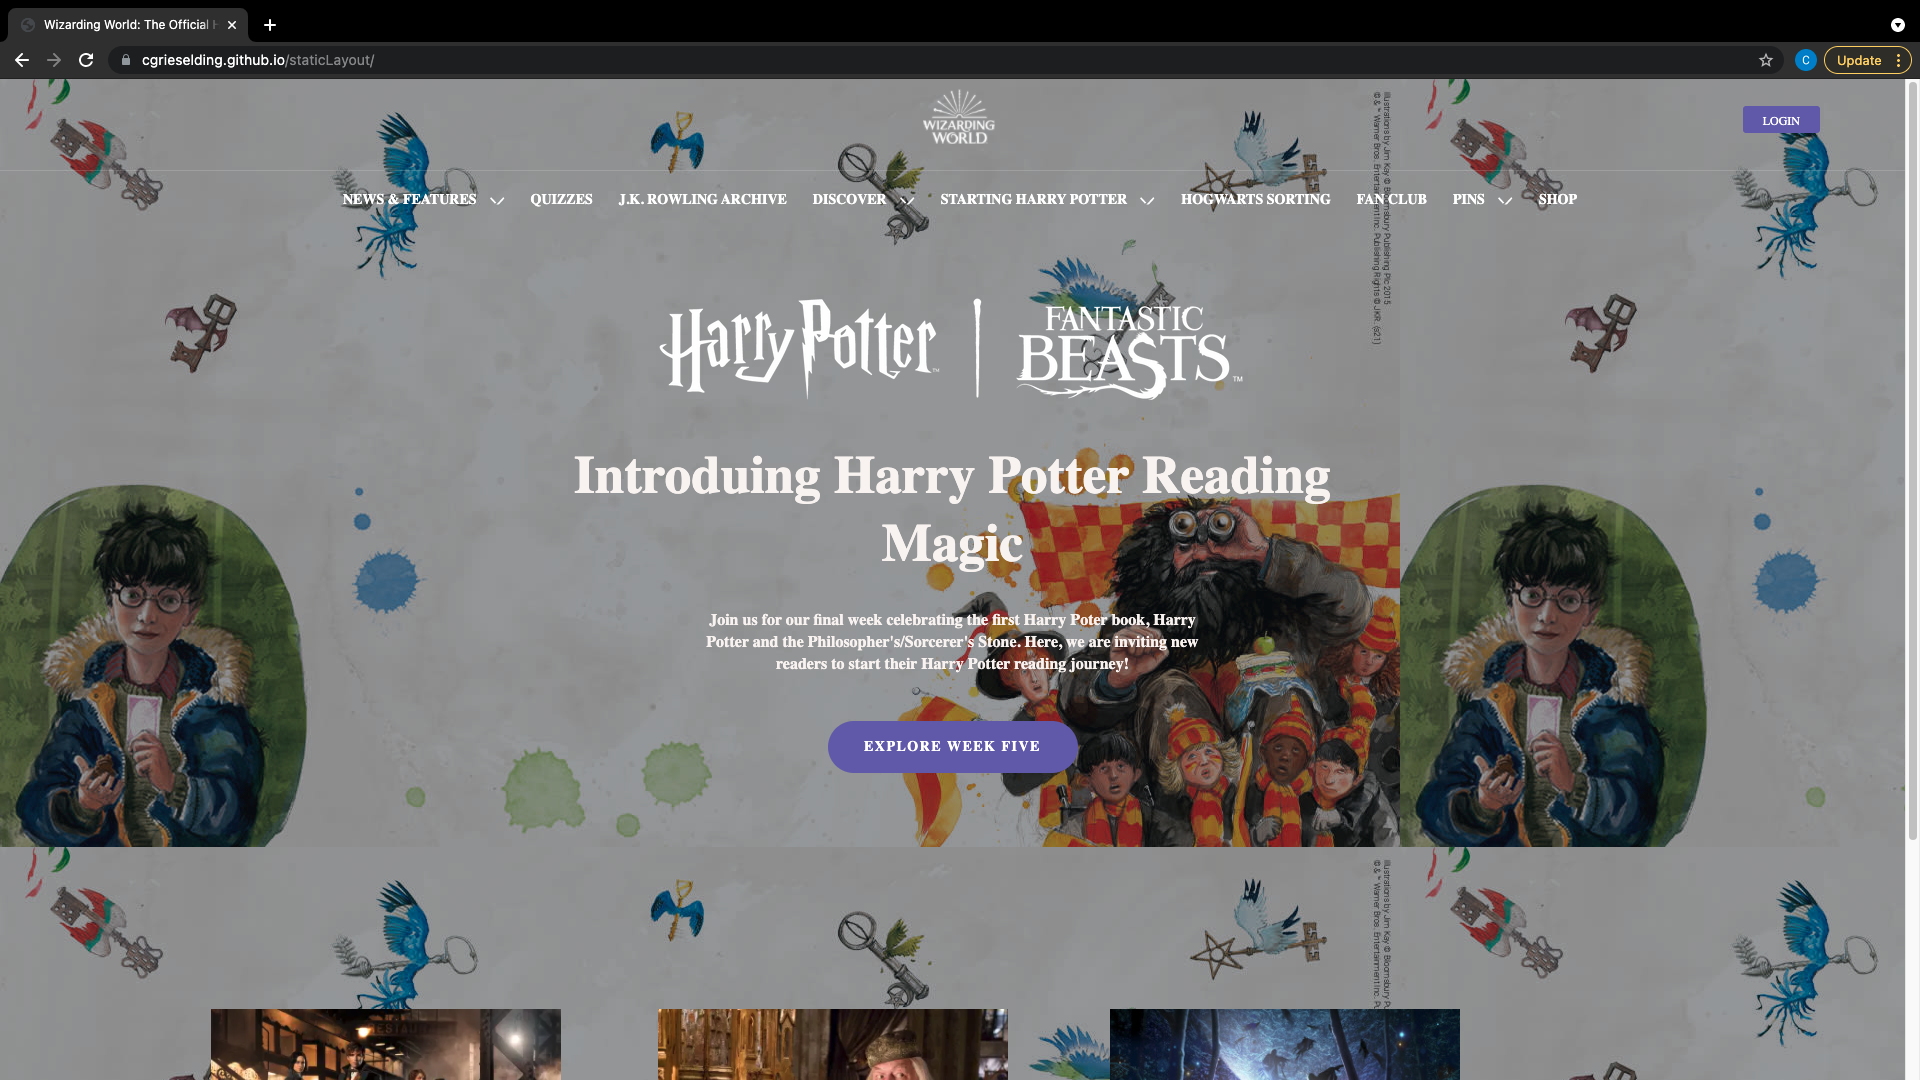 Wizarding World: The Official H
cgrieselding.github.io/staticLayout/
C
Update
WIZARDING
WORLD
LOGIN
NEWS & FEATURES QUIZZES J.K. ROWLING ARCHIVE DISCOVER STARTING HARRY POTTER HOGWARTS SORTING FAN CLUB PINS SHOP
Illustrations by Jim Kay © Bloomsbury Publishing Plc 2015
© & ™ Warner Bros. Entertainment Inc. Publishing Rights © JKR. (s21)
Harry Potter™
FANTASTIC
BEASTS™
Introduing Harry Potter Reading
Magic
Join us for our final week celebrating the first Harry Poter book, Harry
Potter and the Philosopher's/Sorcerer's Stone. Here, we are inviting new
readers to start their Harry Potter reading journey!
EXPLORE WEEK FIVE
Illustrations by Jim Kay © Bloomsbury P
© & ™ Warner Bros. Entertainment Inc.